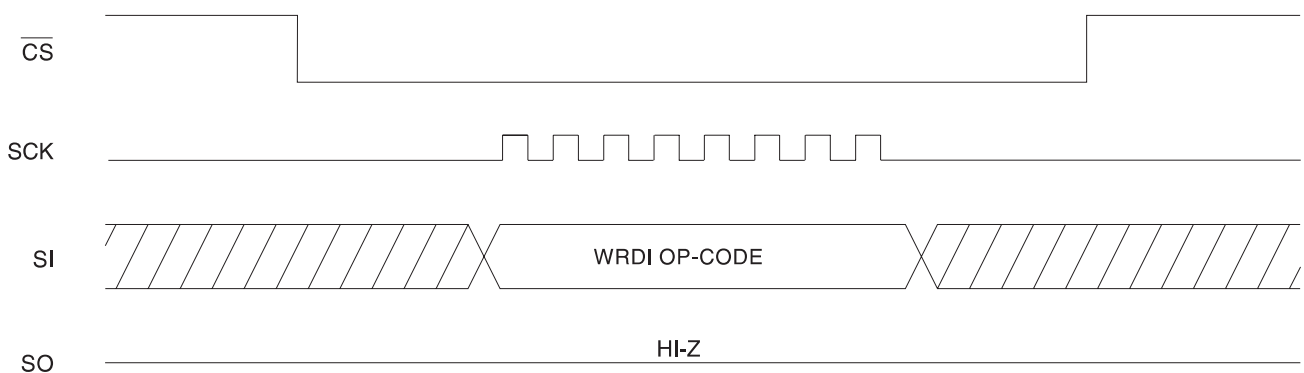 CS
SCK
SI
WRDI OP-CODE
SO
HI-Z